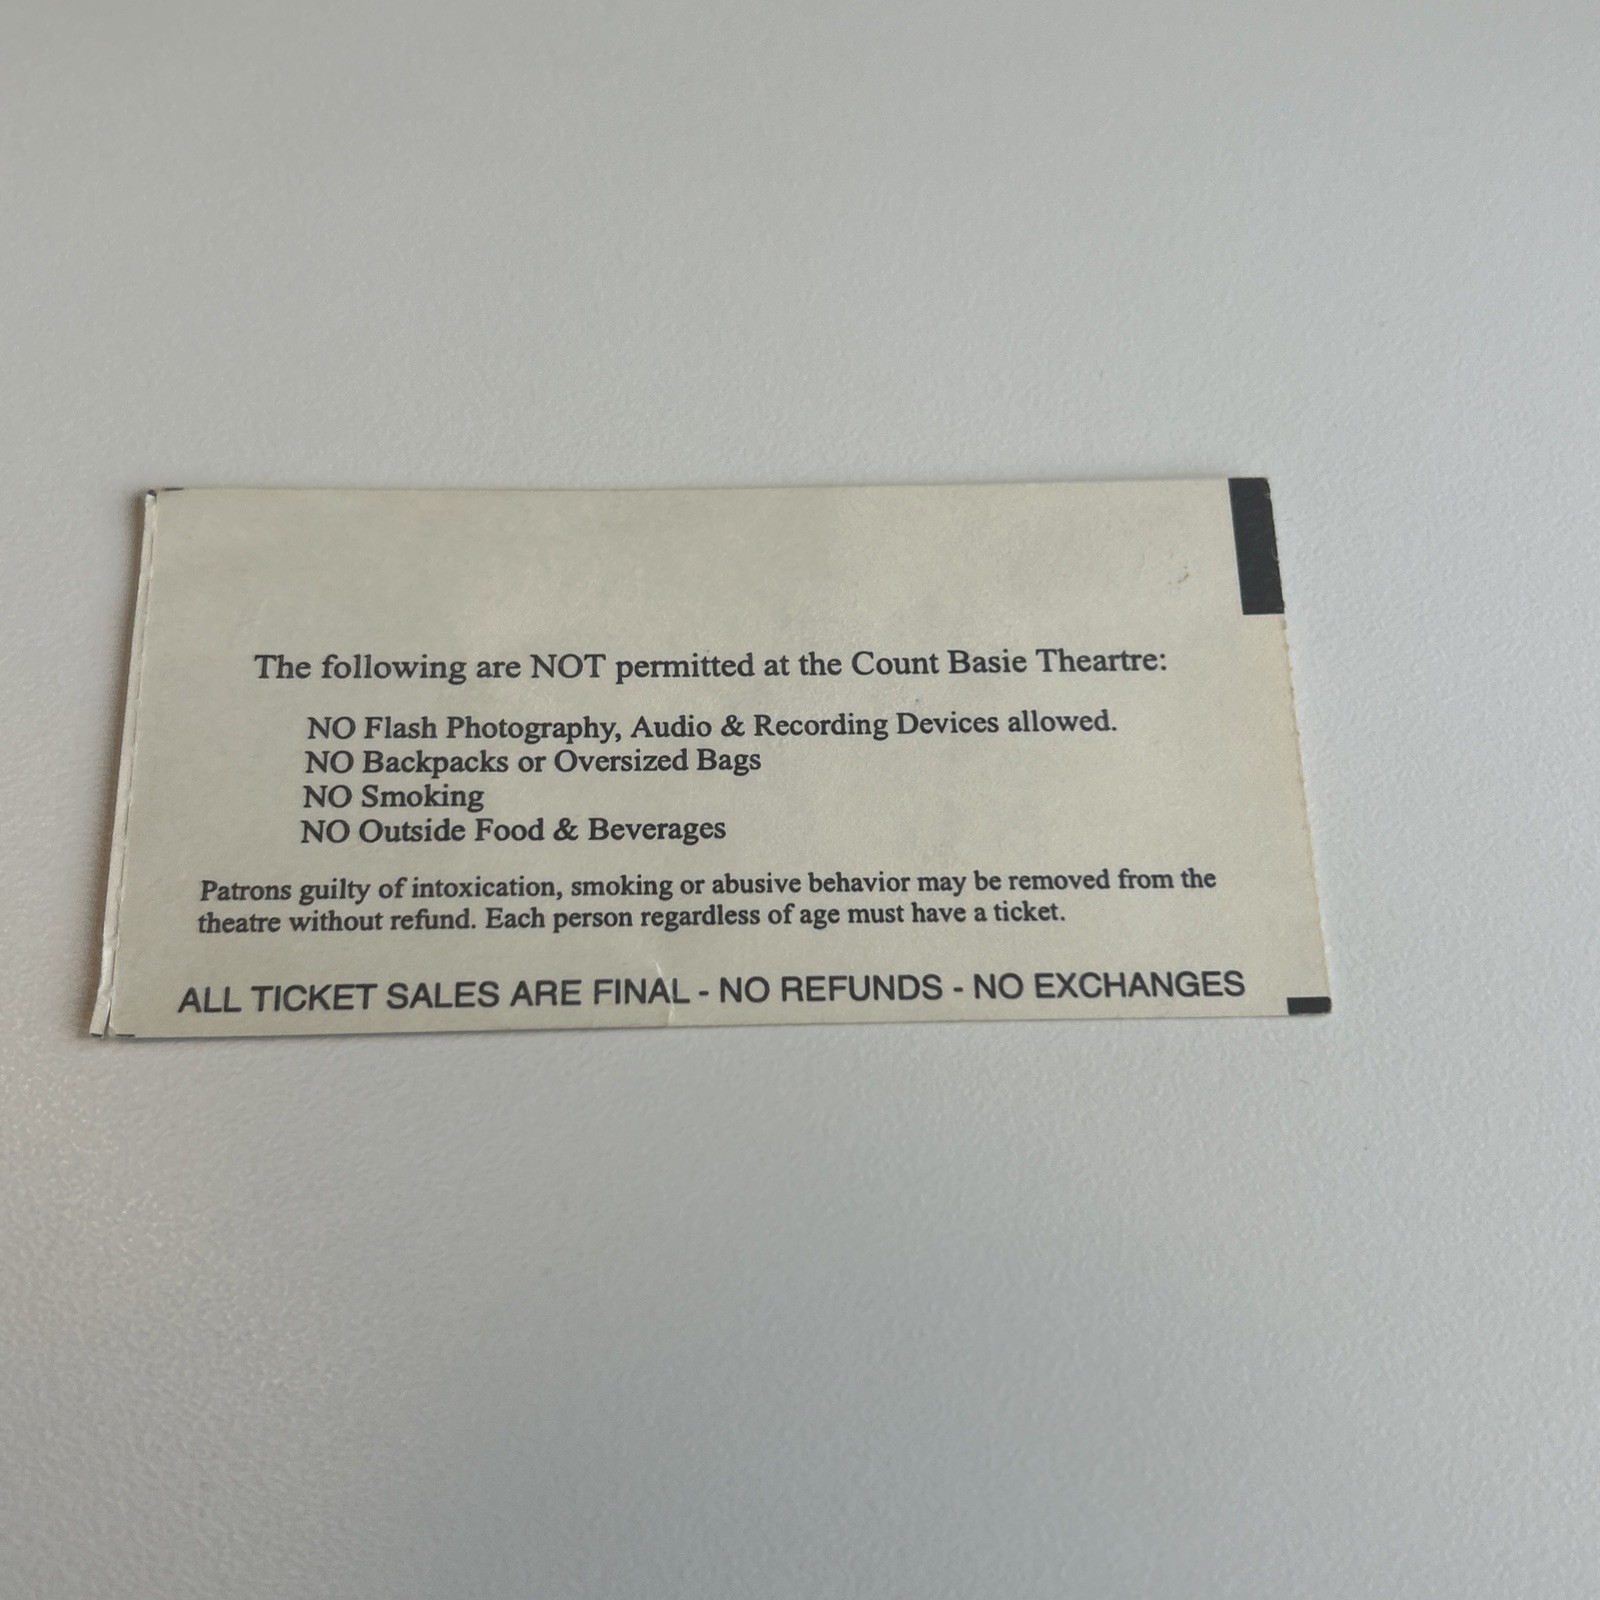 The following are NOT permitted at the Count Basie Theartre:
NO Flash Photography, Audio & Recording Devices allowed.
NO Backpacks or Oversized Bags
NO Smoking
NO Outside Food & Beverages
Patrons guilty of intoxication, smoking or abusive behavior may be removed from the
theatre without refund. Each person regardless of age must have a ticket.
ALL TICKET SALES ARE FINAL - NO REFUNDS - NO EXCHANGES